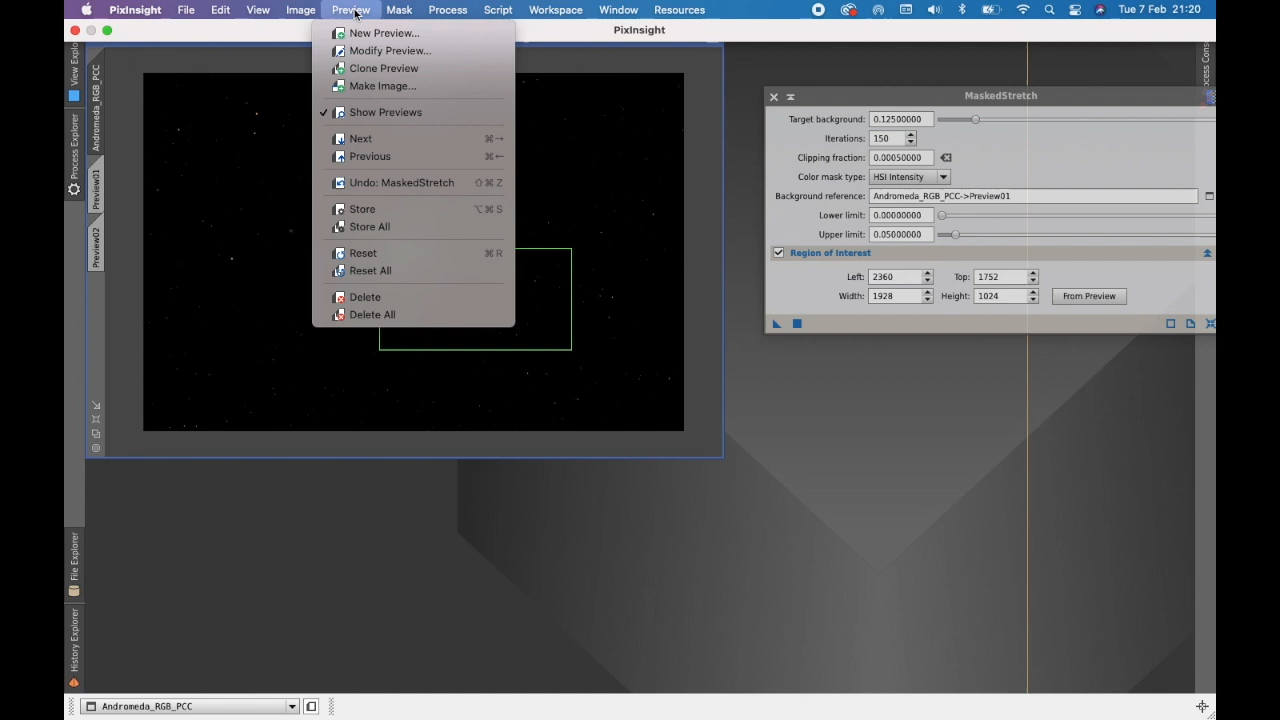 PixInsight File Edit View Image Preview Mask Process Script Workspace Window Resources Tue 7 Feb 21:20
PixInsight
New Preview...
Modify Preview...
Clone Preview
Make Image...
Show Previews
Next ⌘→
Previous ⌘←
Undo: MaskedStretch ⇧⌘Z
Store ⌥⌘S
Store All
Reset ⌘R
Reset All
Delete
Delete All
View Explo
Process Explorer
File Explorer
History Explorer
Andromeda_RGB_PCC
Preview01
Preview02
MaskedStretch
Target background: 0.12500000
Iterations: 150
Clipping fraction: 0.00050000
Color mask type: HSI Intensity
Background reference: Andromeda_RGB_PCC->Preview01
Lower limit: 0.00000000
Upper limit: 0.05000000
Region of Interest
Left: 2360 Top: 1752
Width: 1928 Height: 1024 From Preview
ocess Cons
Andromeda_RGB_PCC